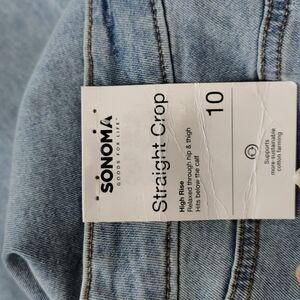 SONOMA
GOODS FOR LIFE™
Straight Crop
High Rise
Relaxed through hip & thigh
Hits below the calf
10
Supports
more-sustainable
cotton farming